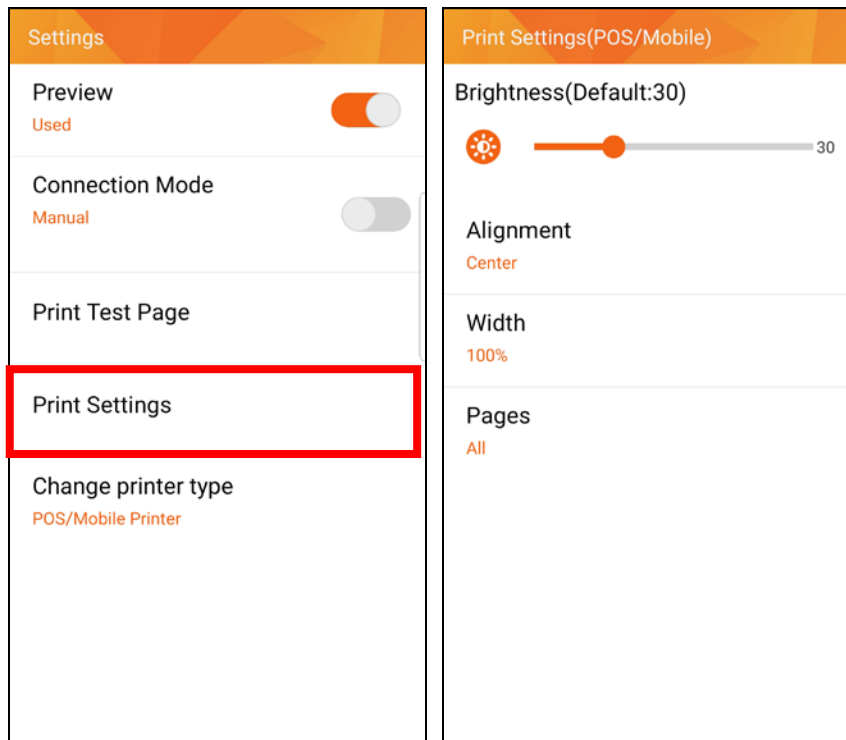 Settings
Preview
Used
Connection Mode
Manual
Print Test Page
Print Settings
Change printer type
POS/Mobile Printer
Print Settings(POS/Mobile)
Brightness(Default:30)
30
Alignment
Center
Width
100%
Pages
All